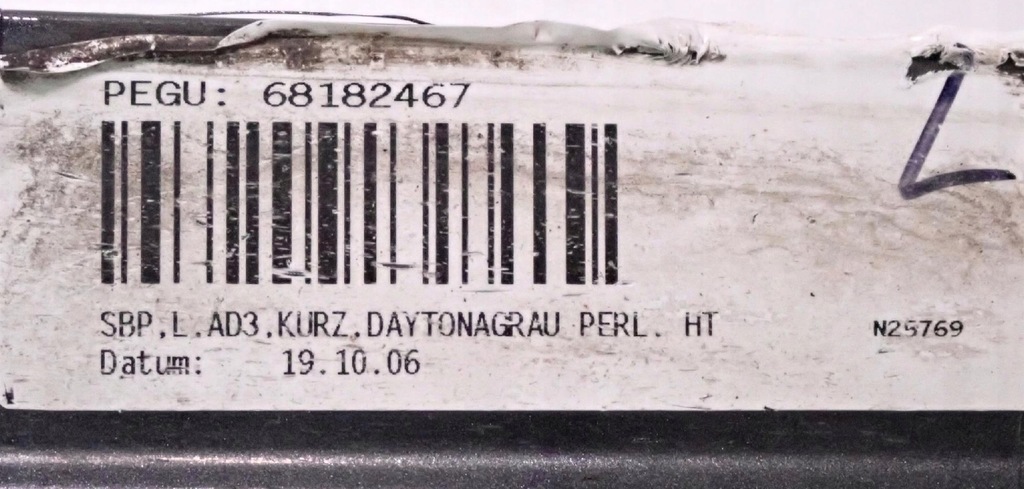 PEGU: 68182467
SBP,L.AD3,KURZ,DAYTONAGRAU PERL. HT
N25769
Datum: 19.10.06
L